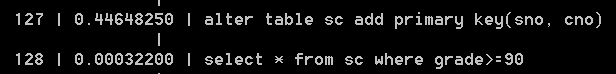 127 | 0.44648250 | alter table sc add primary key(sno, cno)
|
128 | 0.00032200 | select * from sc where grade>=90